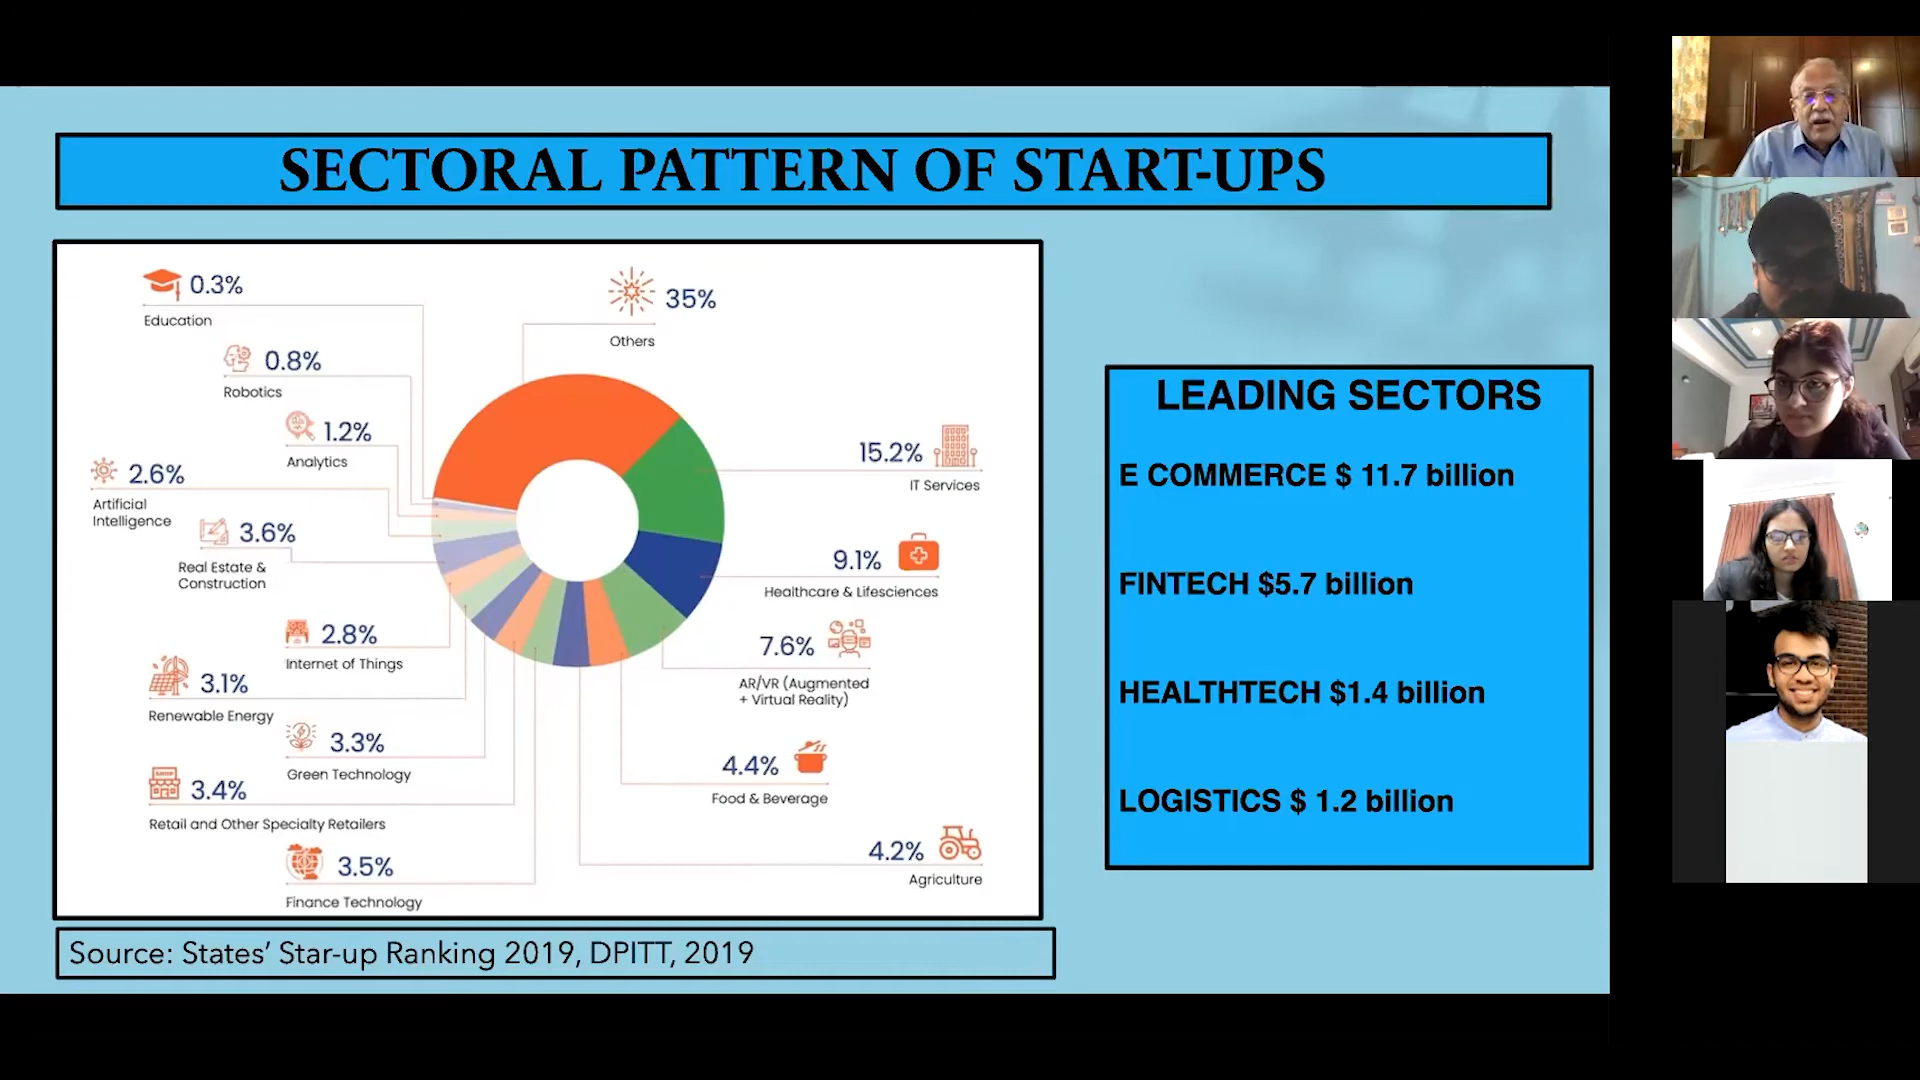 SECTORAL PATTERN OF START-UPS
0.3%
Education
0.8%
Robotics
1.2%
Analytics
2.6%
Artificial
Intelligence
3.6%
Real Estate &
Construction
2.8%
Internet of Things
3.1%
Renewable Energy
3.3%
Green Technology
3.4%
Retail and Other Specialty Retailers
3.5%
Finance Technology
35%
Others
15.2%
IT Services
9.1%
Healthcare & Lifesciences
7.6%
AR/VR (Augmented
+ Virtual Reality)
4.4%
Food & Beverage
4.2%
Agriculture
LEADING SECTORS
E COMMERCE $ 11.7 billion
FINTECH $5.7 billion
HEALTHTECH $1.4 billion
LOGISTICS $ 1.2 billion
Source: States' Star-up Ranking 2019, DPITT, 2019